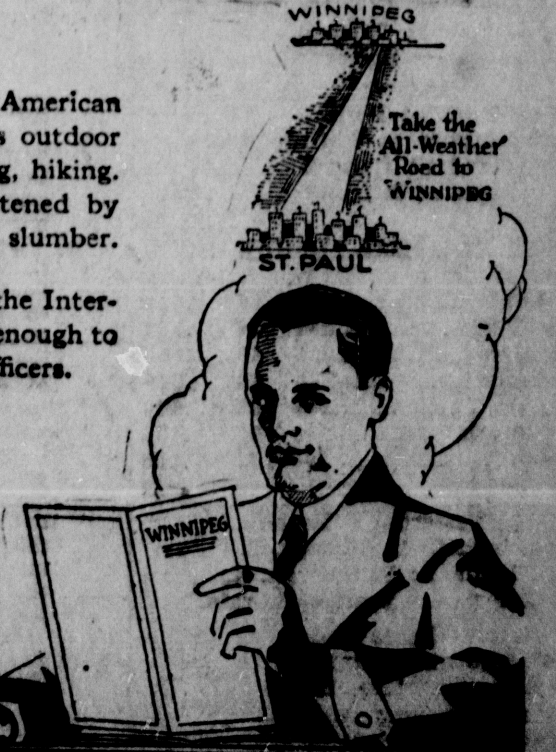 WINNIPEG
American
outdoor
g, hiking.
tened by
slumber.
the Inter-
enough to
ficers.
Take the
All-Weather
Road to
WINNIPEG
ST. PAUL
WINNIPEG